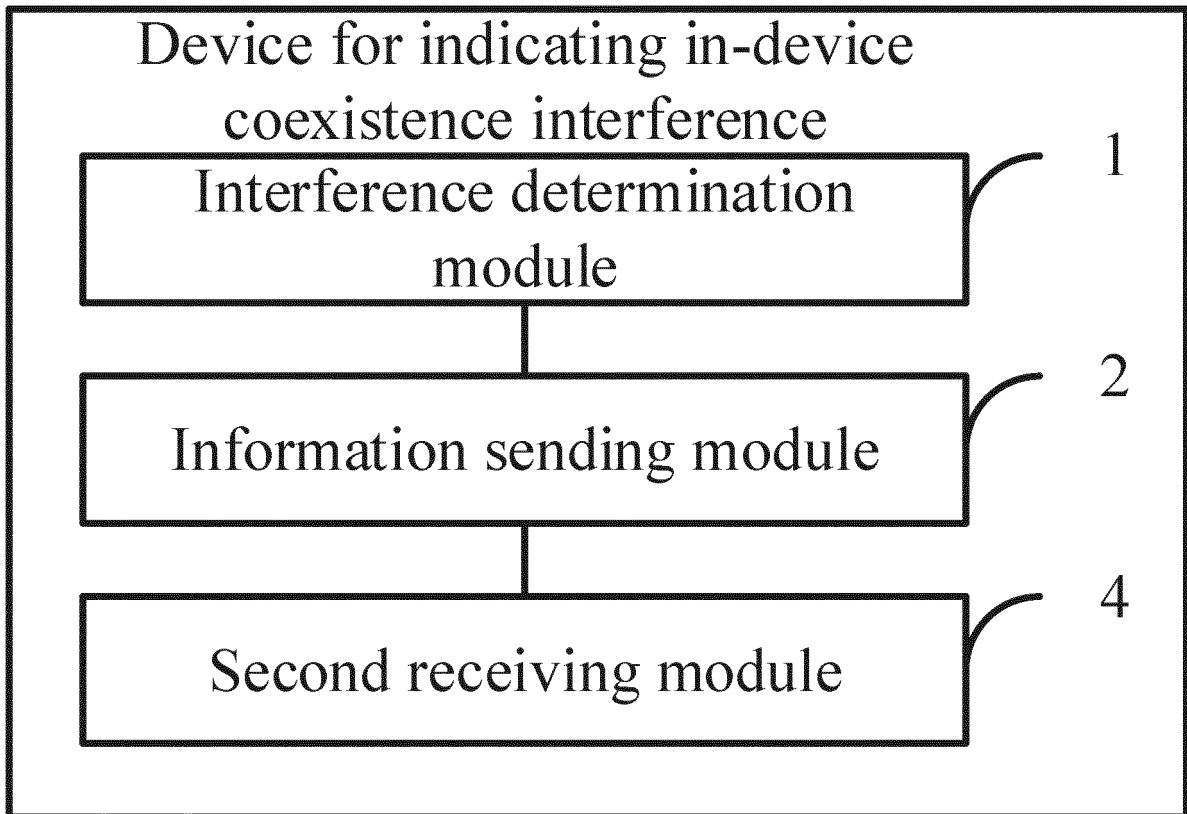 Device for indicating in-device
coexistence interference
1
Interference determination
module
2
Information sending module
4
Second receiving module